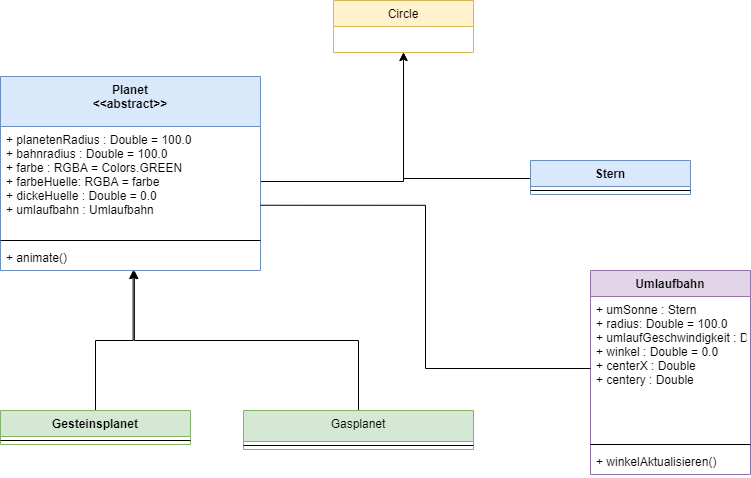 Circle
Planet
<<abstract>>
+ planetenRadius : Double = 100.0
+ bahnradius : Double = 100.0
+ farbe : RGBA = Colors.GREEN
+ farbeHuelle: RGBA = farbe
+ dickeHuelle : Double = 0.0
+ umlaufbahn : Umlaufbahn
+ animate()
Stern
Umlaufbahn
+ umSonne : Stern
+ radius: Double = 100.0
+ umlaufGeschwindigkeit :
+ winkel : Double = 0.0
+ centerX : Double
+ centery : Double
+ winkelAktualisieren()
Gesteinsplanet
Gasplanet